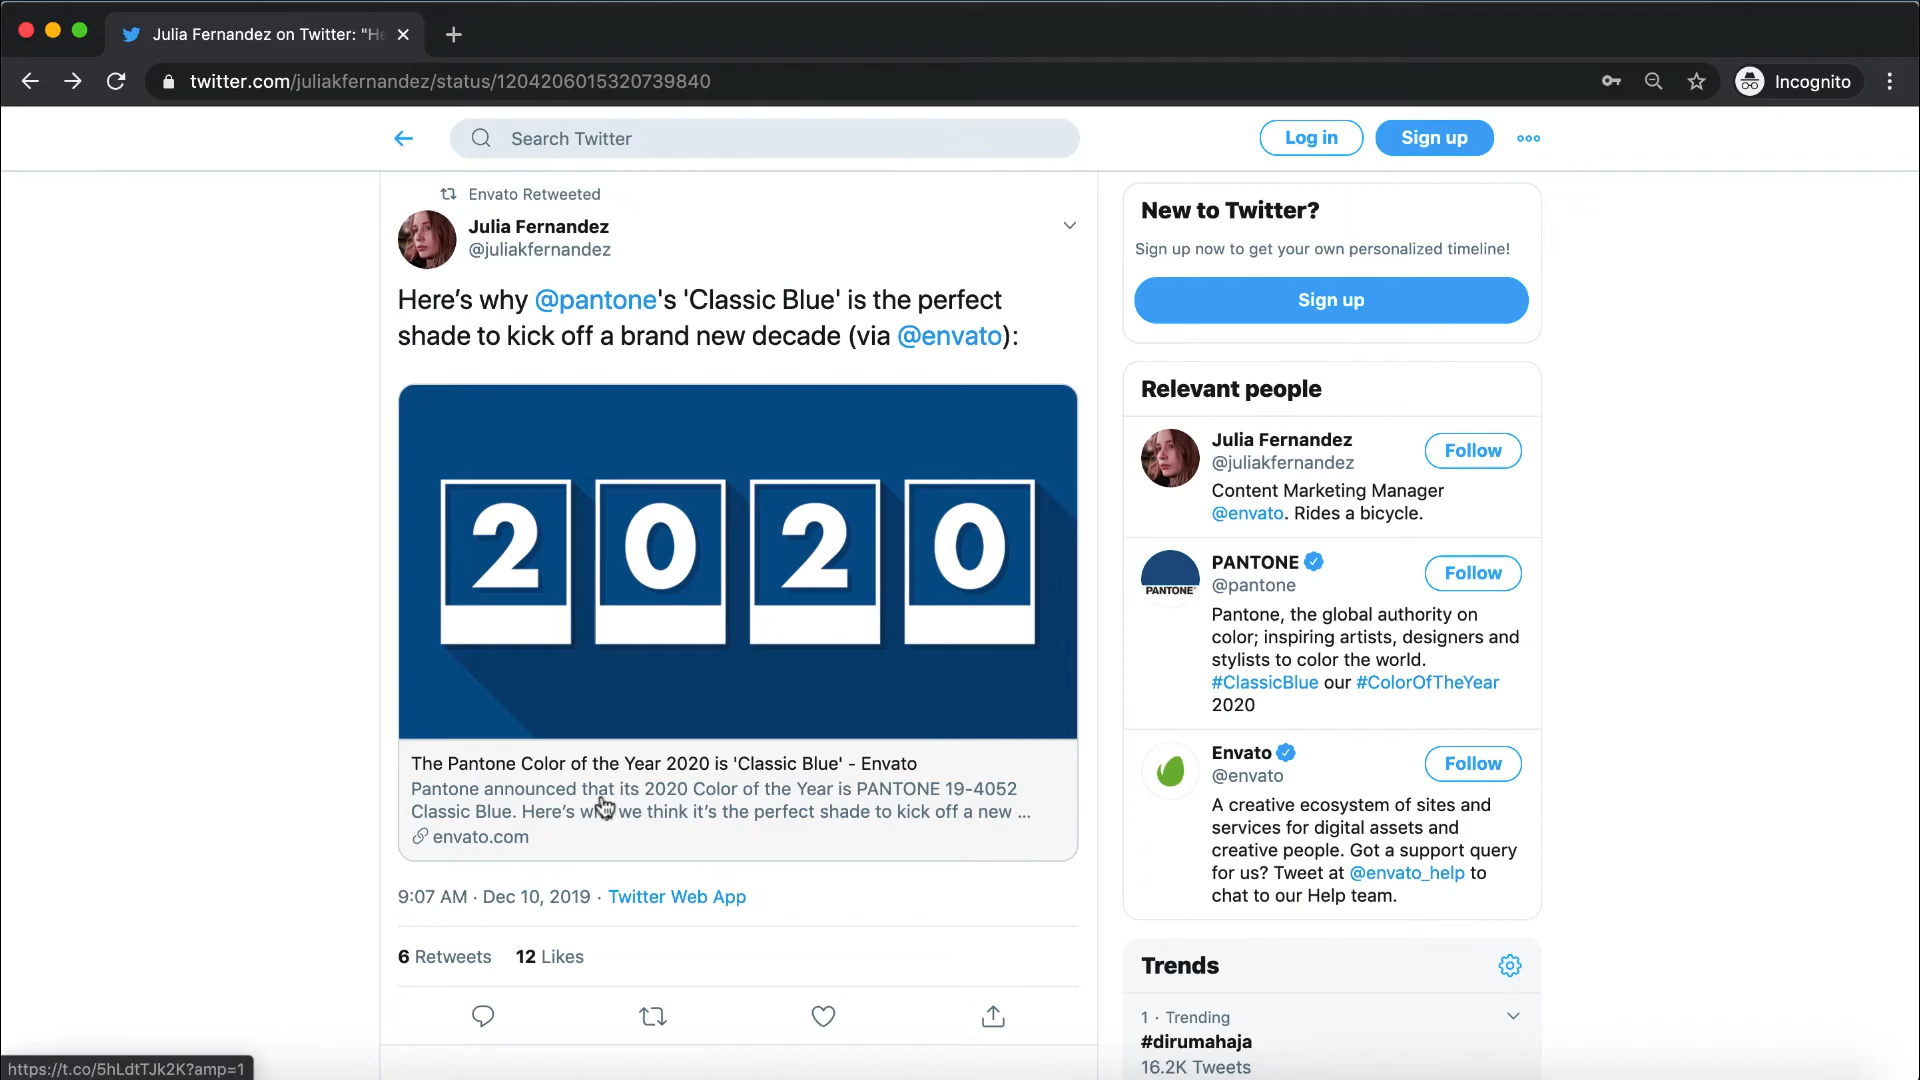 Julia Fernandez on Twitter: "He
twitter.com/juliakfernandez/status/1204206015320739840
Incognito
Search Twitter
Log in
Sign up
Envato Retweeted
Julia Fernandez
@juliakfernandez
Here’s why @pantone's 'Classic Blue' is the perfect
shade to kick off a brand new decade (via @envato):
2020
The Pantone Color of the Year 2020 is 'Classic Blue' - Envato
Pantone announced that its 2020 Color of the Year is PANTONE 19-4052
Classic Blue. Here’s why we think it’s the perfect shade to kick off a new ...
envato.com
9:07 AM · Dec 10, 2019 · Twitter Web App
6 Retweets 12 Likes
New to Twitter?
Sign up now to get your own personalized timeline!
Sign up
Relevant people
Julia Fernandez
@juliakfernandez
Follow
Content Marketing Manager
@envato. Rides a bicycle.
PANTONE
PANTONE
@pantone
Follow
Pantone, the global authority on
color; inspiring artists, designers and
stylists to color the world.
#ClassicBlue our #ColorOfTheYear
2020
Envato
@envato
Follow
A creative ecosystem of sites and
services for digital assets and
creative people. Got a support query
for us? Tweet at @envato_help to
chat to our Help team.
Trends
1 · Trending
#dirumahaja
16.2K Tweets
https://t.co/5hLdtTJk2K?amp=1